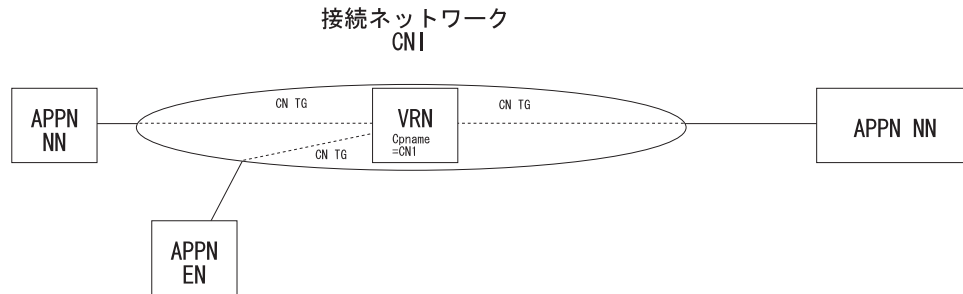 接続ネットワーク
CNI
CN TG
CN TG
APPN
NN
VRN
Cpname
=CN1
APPN NN
CN TG
APPN
EN